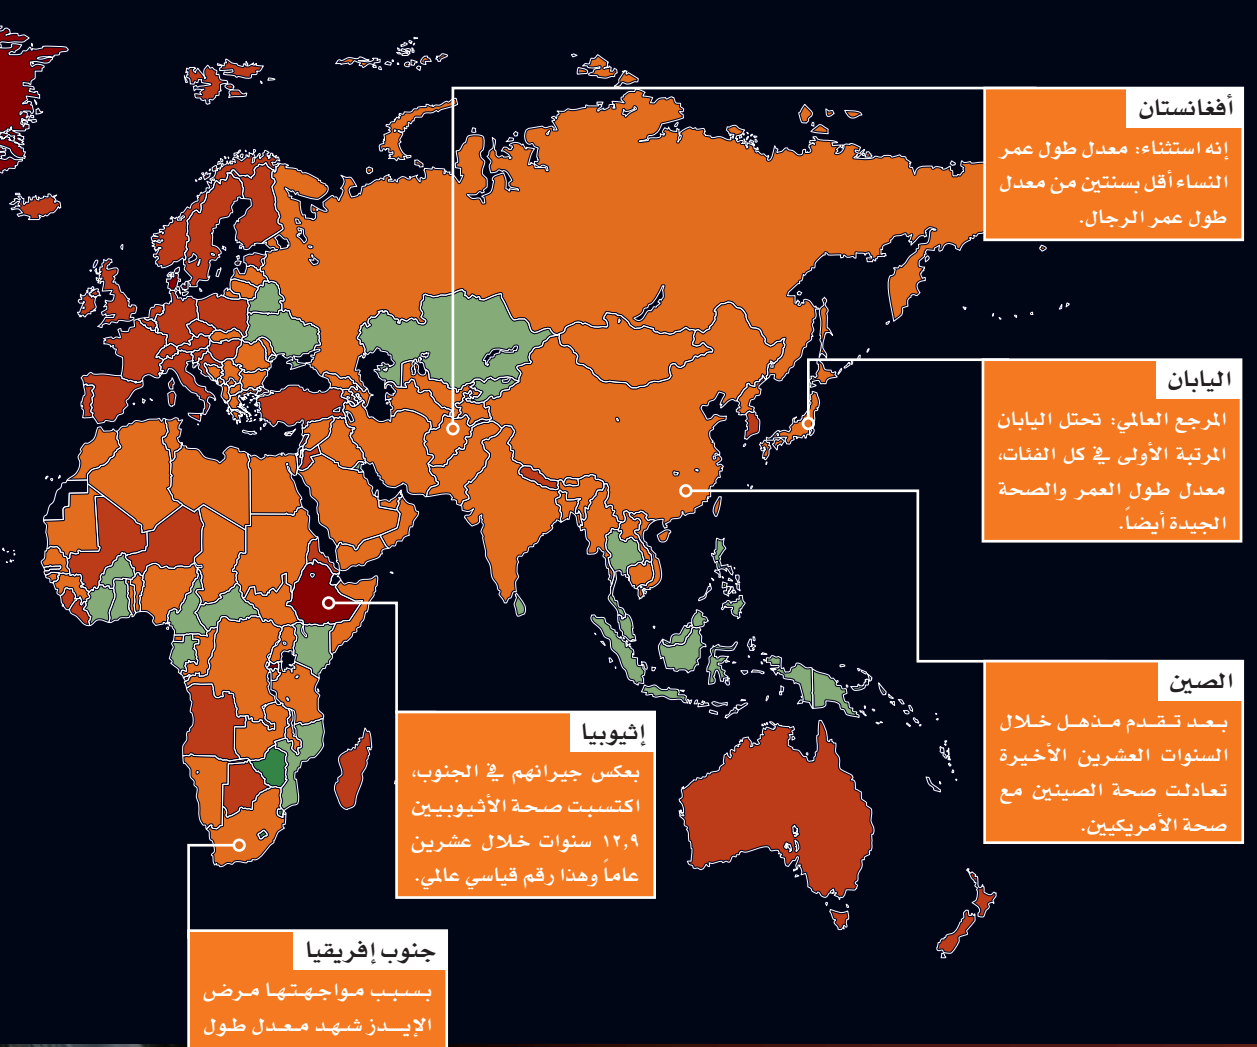 أفغانستان
إنه استثناء: معدل طول عمر
النساء أقل بسنتين من معدل
طول عمر الرجال.
اليابان
المرجع العالمي: تحتل اليابان
المرتبة الأولى في كل الفئات،
معدل طول العمر والصحة
الجيدة أيضاً.
الصين
بعد تقدم مذهل خلال
السنوات العشرين الأخيرة
تعادلت صحة الصينين مع
صحة الأمريكيين.
إثيوبيا
بعكس جيرانهم في الجنوب،
اكتسبت صحة الأثيوبيين
١٢,٩ سنوات خلال عشرين
عاماً وهذا رقم قياسي عالمي.
جنوب إفريقيا
بسبب مواجهتها مرض
الإيدز شهد معدل طول